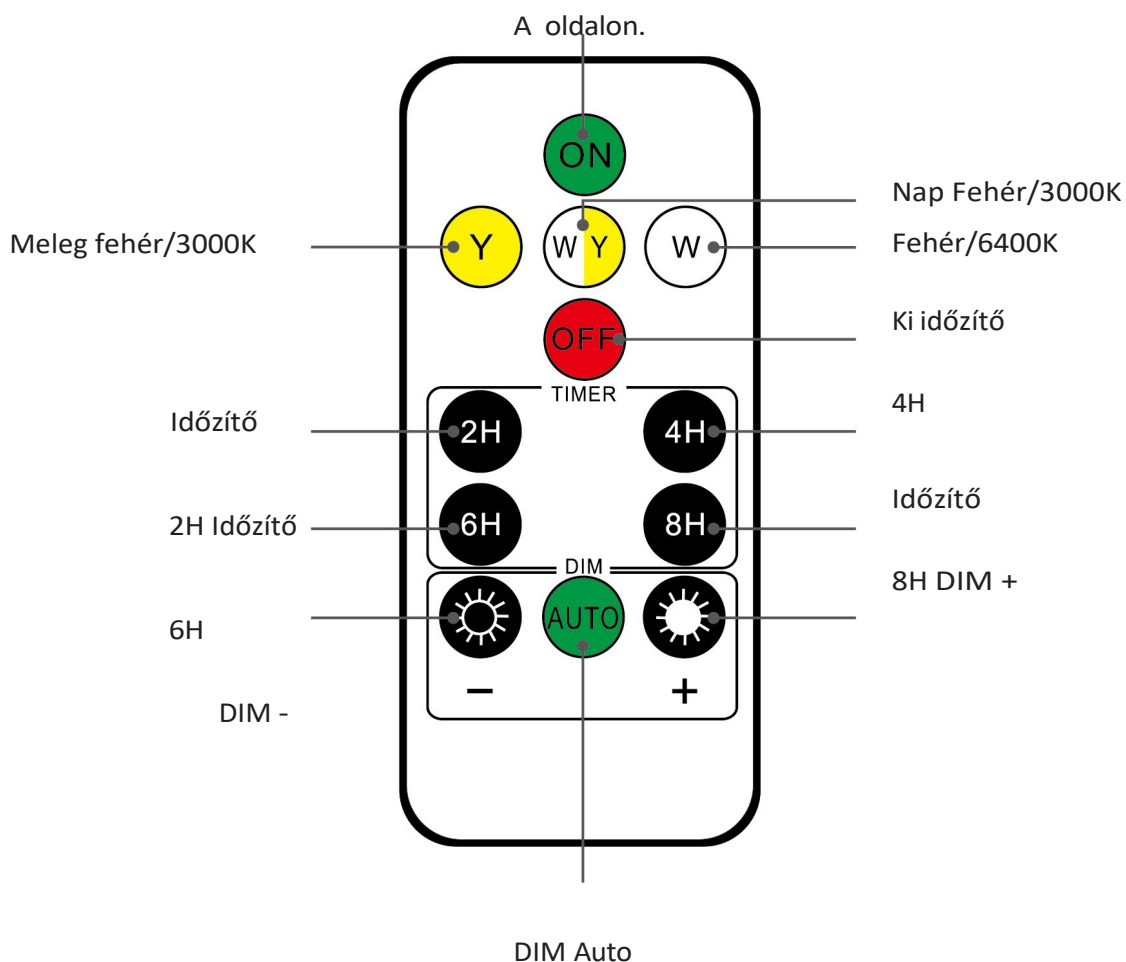 A oldalon.
ON
Nap Fehér/3000K
Meleg fehér/3000K
Y
W Y
W
Fehér/6400K
OFF
Ki időzítő
TIMER
4H
Időzítő
2H
4H
Időzítő
2H Időzítő
6H
8H
DIM
8H DIM +
6H
AUTO
− +
DIM -
DIM Auto